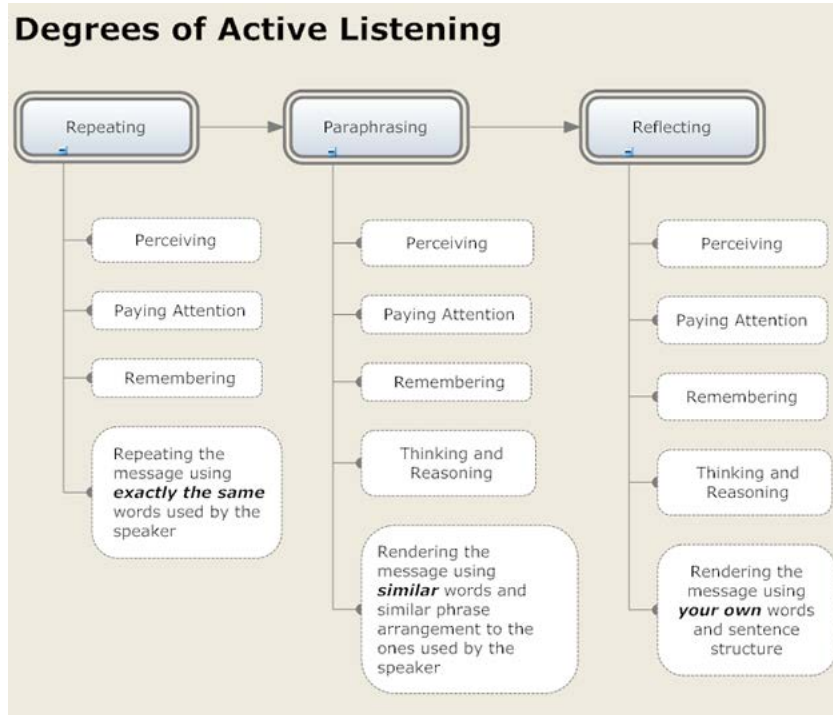 Degrees of Active Listening
Repeating
Paraphrasing
Reflecting
Perceiving
Paying Attention
Remembering
Repeating the
message using
exactly the same
words used by the
speaker
Perceiving
Paying Attention
Remembering
Thinking and
Reasoning
Rendering the
message using
similar words and
similar phrase
arrangement to the
ones used by the
speaker
Perceiving
Paying Attention
Remembering
Thinking and
Reasoning
Rendering the
message using
your own words
and sentence
structure